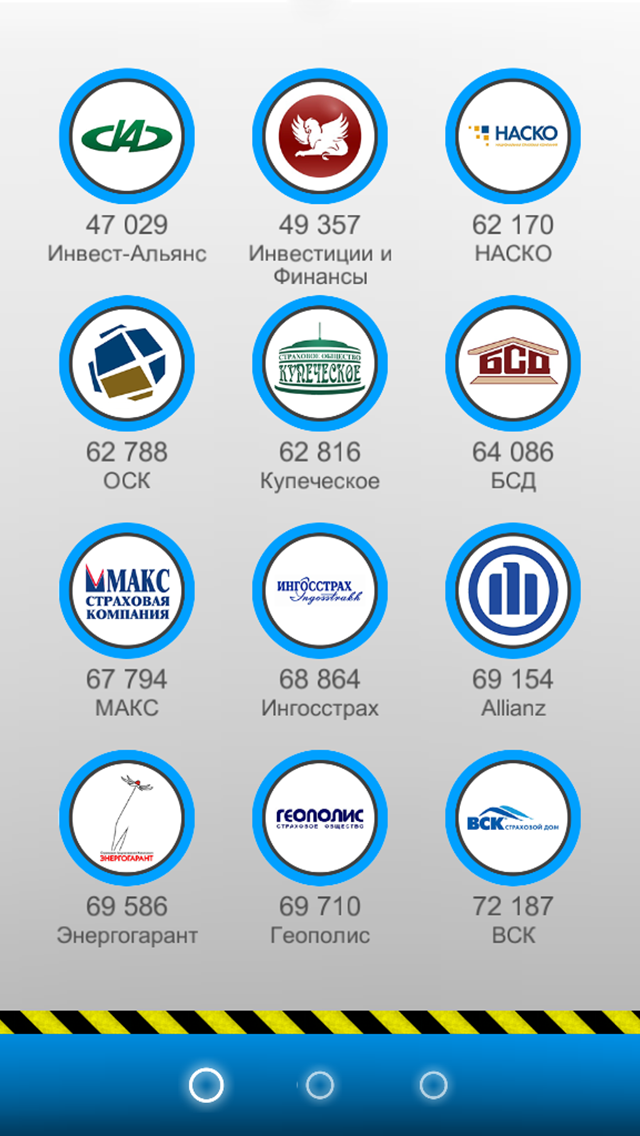 НАСКО
47 029
49 357
62 170
Инвест-Альянс
Инвестиции и
Финансы
НАСКО
СТРАХОВОЕ ОБЩЕСТВО
КУПЕЧЕСКОЕ
БСД
62 788
62 816
64 086
ОСК
Купеческое
БСД
МАКС
СТРАХОВАЯ
КОМПАНИЯ
ИНГОССТРАХ
Ingosstrakh
67 794
68 864
69 154
МАКС
Ингосстрах
Allianz
ЭНЕРГОГАРАНТ
ГЕОПОЛИС
СТРАХОВОЕ ОБЩЕСТВО
ВСК СТРАХОВОЙ ДОМ
69 586
69 710
72 187
Энергогарант
Геополис
ВСК